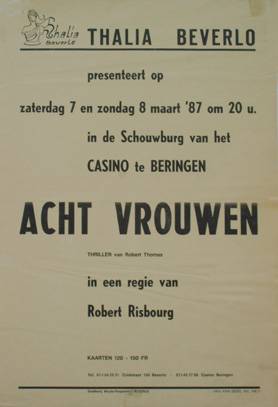 Thalia
Beverlo
THALIA BEVERLO
presenteert op
zaterdag 7 en zondag 8 maart '87 om 20 u.
in de Schouwburg van het
CASINO te BERINGEN
ACHT VROUWEN
THRILLER van Robert Thomas
in een regie van
Robert Risbourg
KAARTEN 120 - 150 FR